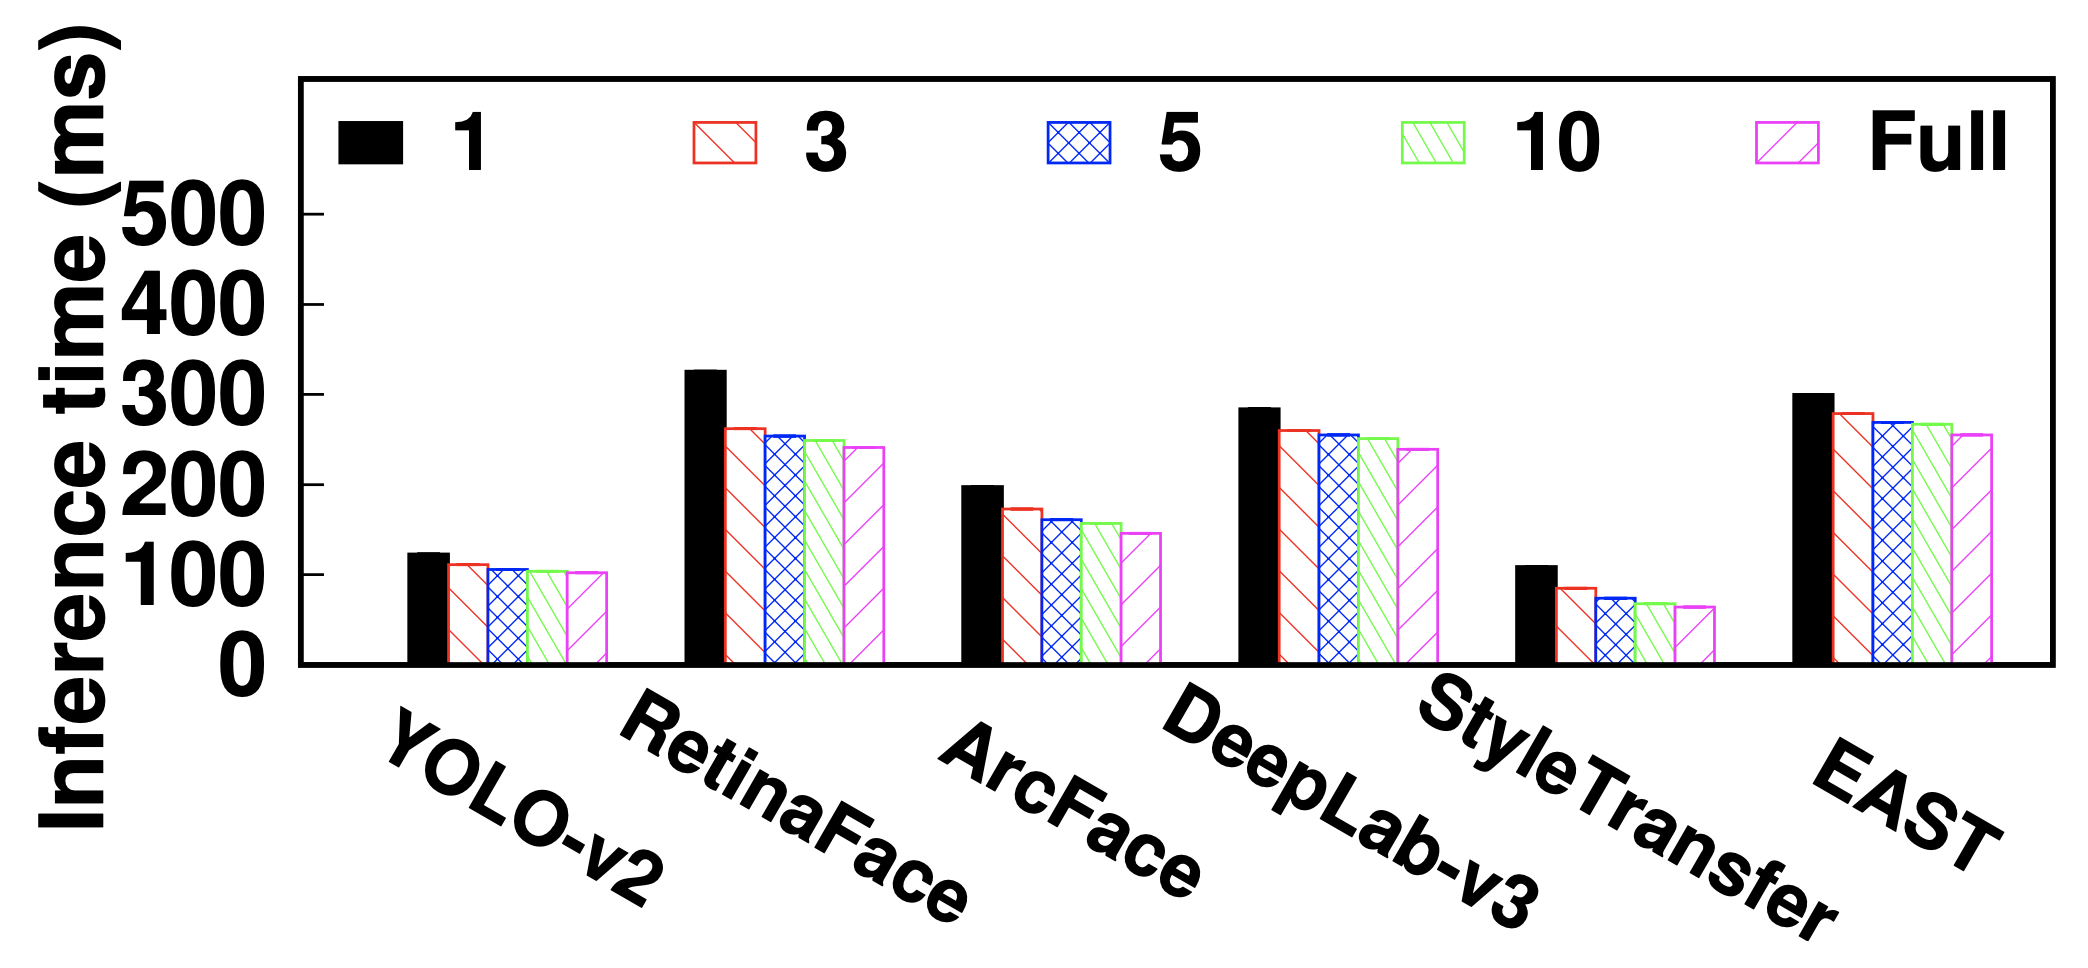 Inference time (ms)
1 3 5 10 Full
500
400
300
200
100
0
YOLO-v2
RetinaFace
ArcFace
DeepLab-v3
StyleTransfer
EAST